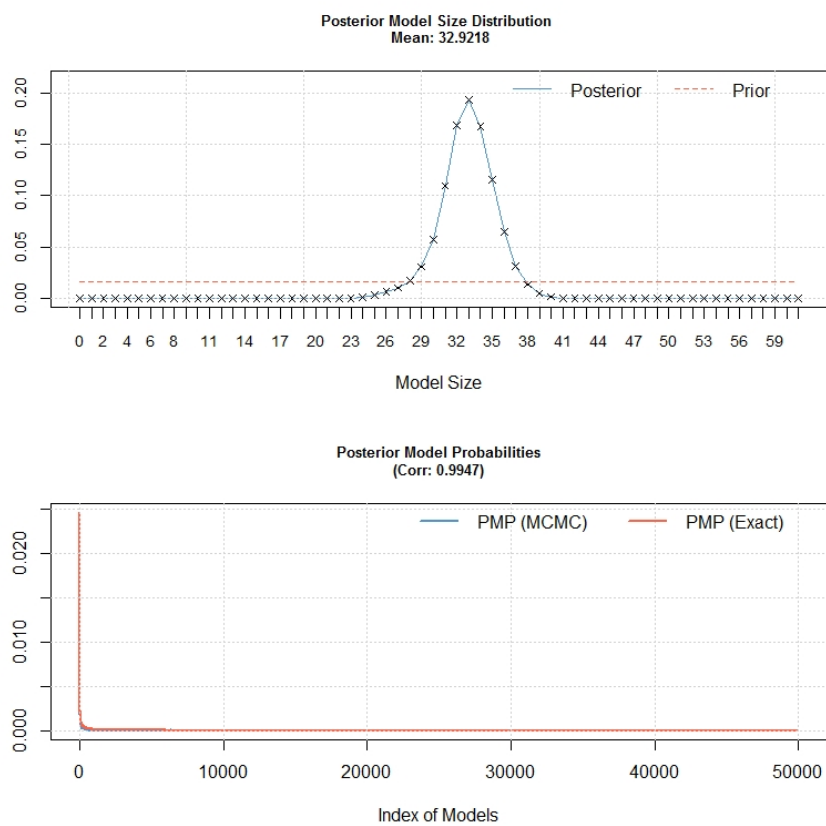 Posterior Model Size Distribution
Mean: 32.9218
Posterior Prior
0.20
0.15
0.10
0.05
0.00
0 2 4 6 8 11 14 17 20 23 26 29 32 35 38 41 44 47 50 53 56 59
Model Size
Posterior Model Probabilities
(Corr: 0.9947)
PMP (MCMC) PMP (Exact)
0.020
0.010
0.000
0 10000 20000 30000 40000 50000
Index of Models